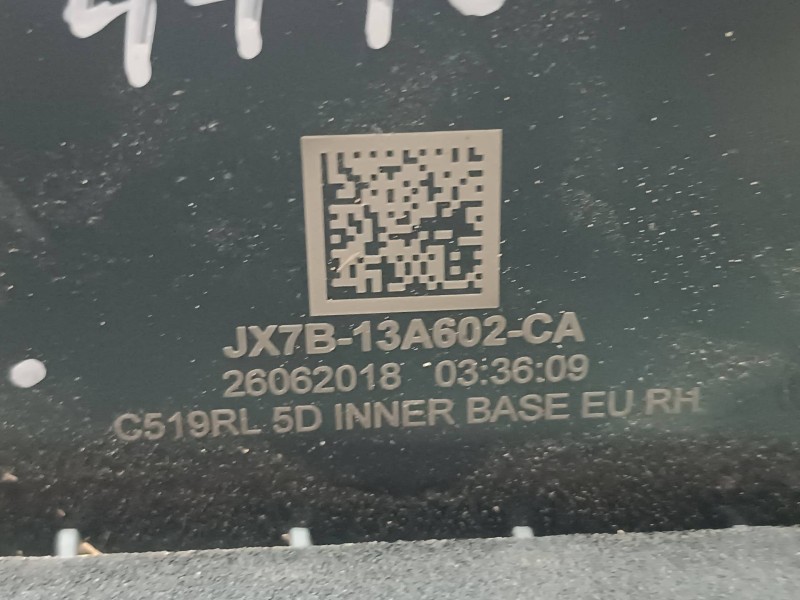 JX7B-13A602-CA
26062018 03:36:09
C519RL 5D INNER BASE EU RH